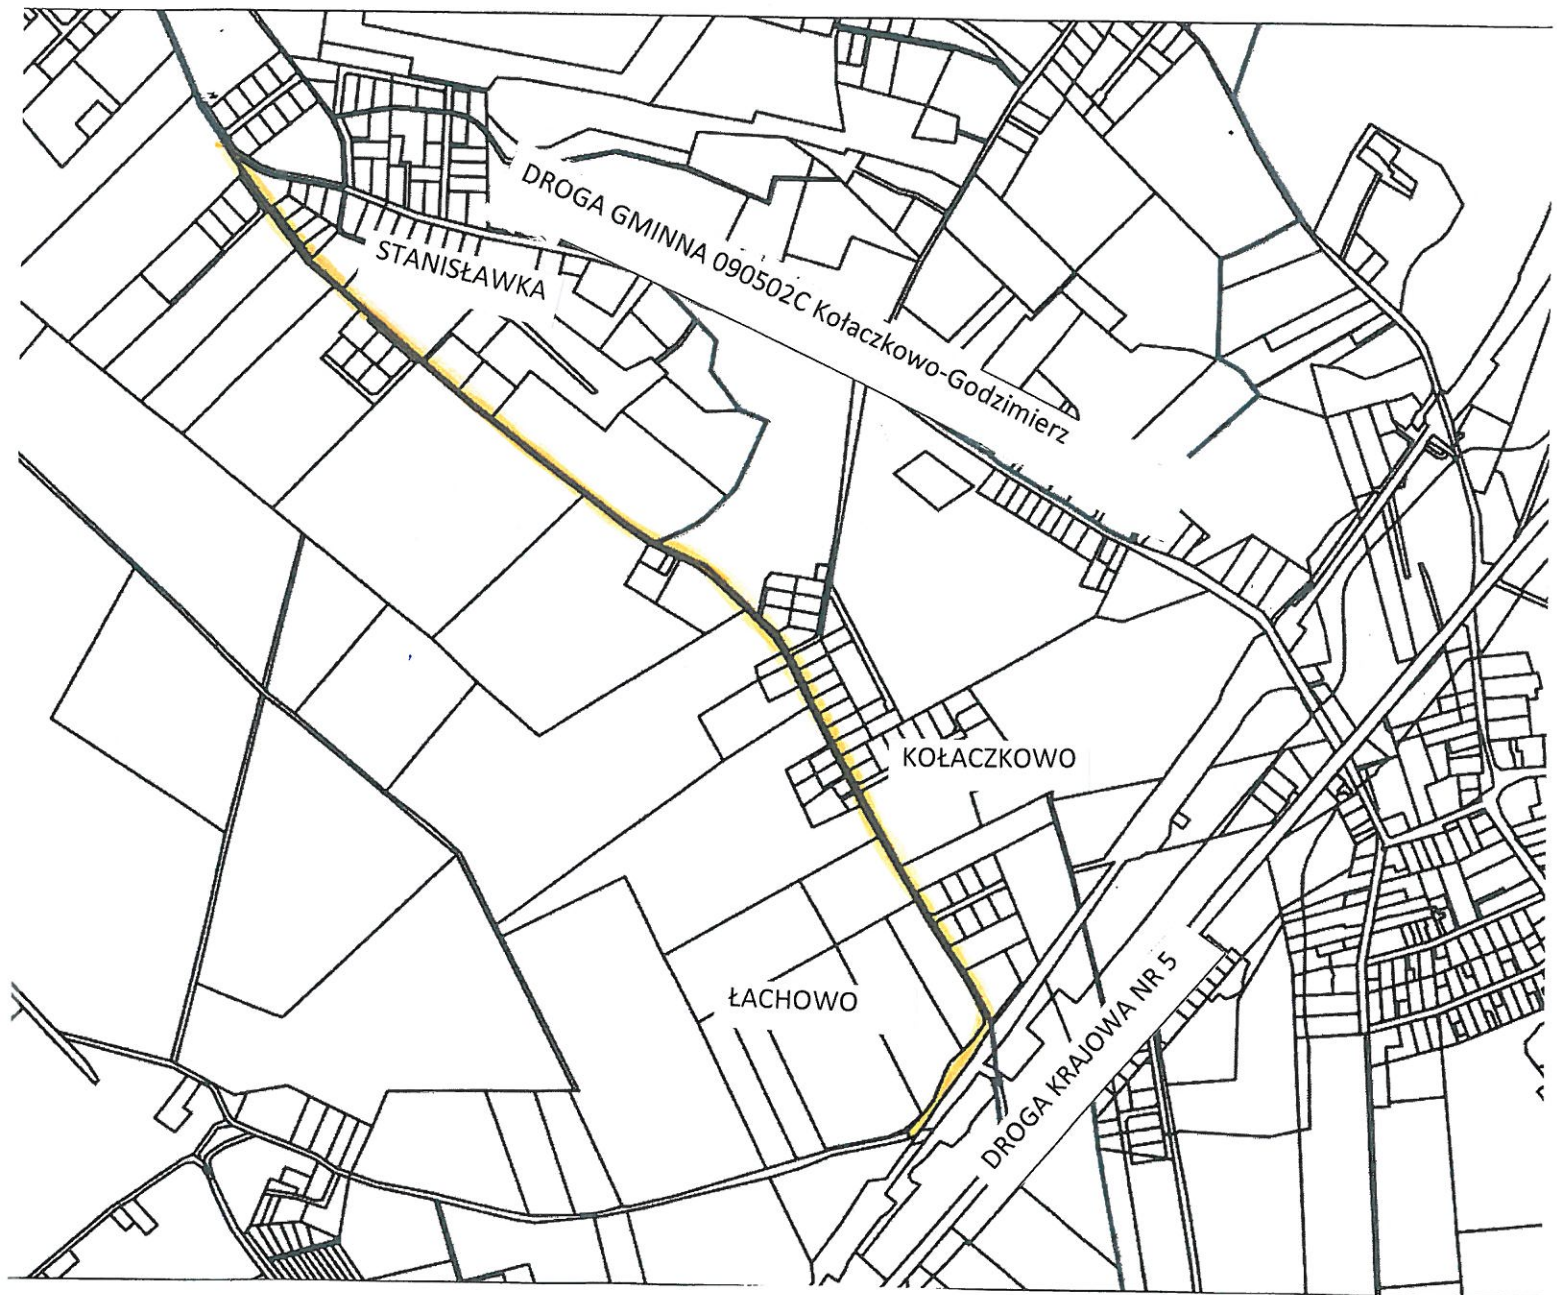 DROGA GMINNA 090502C Kołaczkowo-Godzimierz
STANISŁAWKA
KOŁACZKOWO
ŁACHOWO
DROGA KRAJOWA NR 5